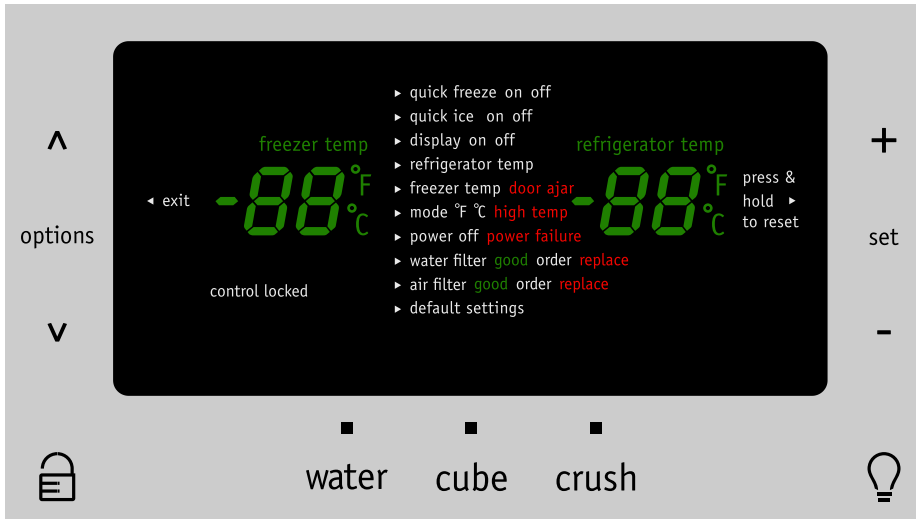 quick freeze on off
quick ice on off
display on off
freezer temp
refrigerator temp
refrigerator temp
-88 °F °C
-88 °F °C
freezer temp door ajar
press &
hold
to reset
exit
mode °F °C high temp
power off power failure
water filter good order replace
air filter good order replace
default settings
control locked
^
options
v
+
set
-
water cube crush